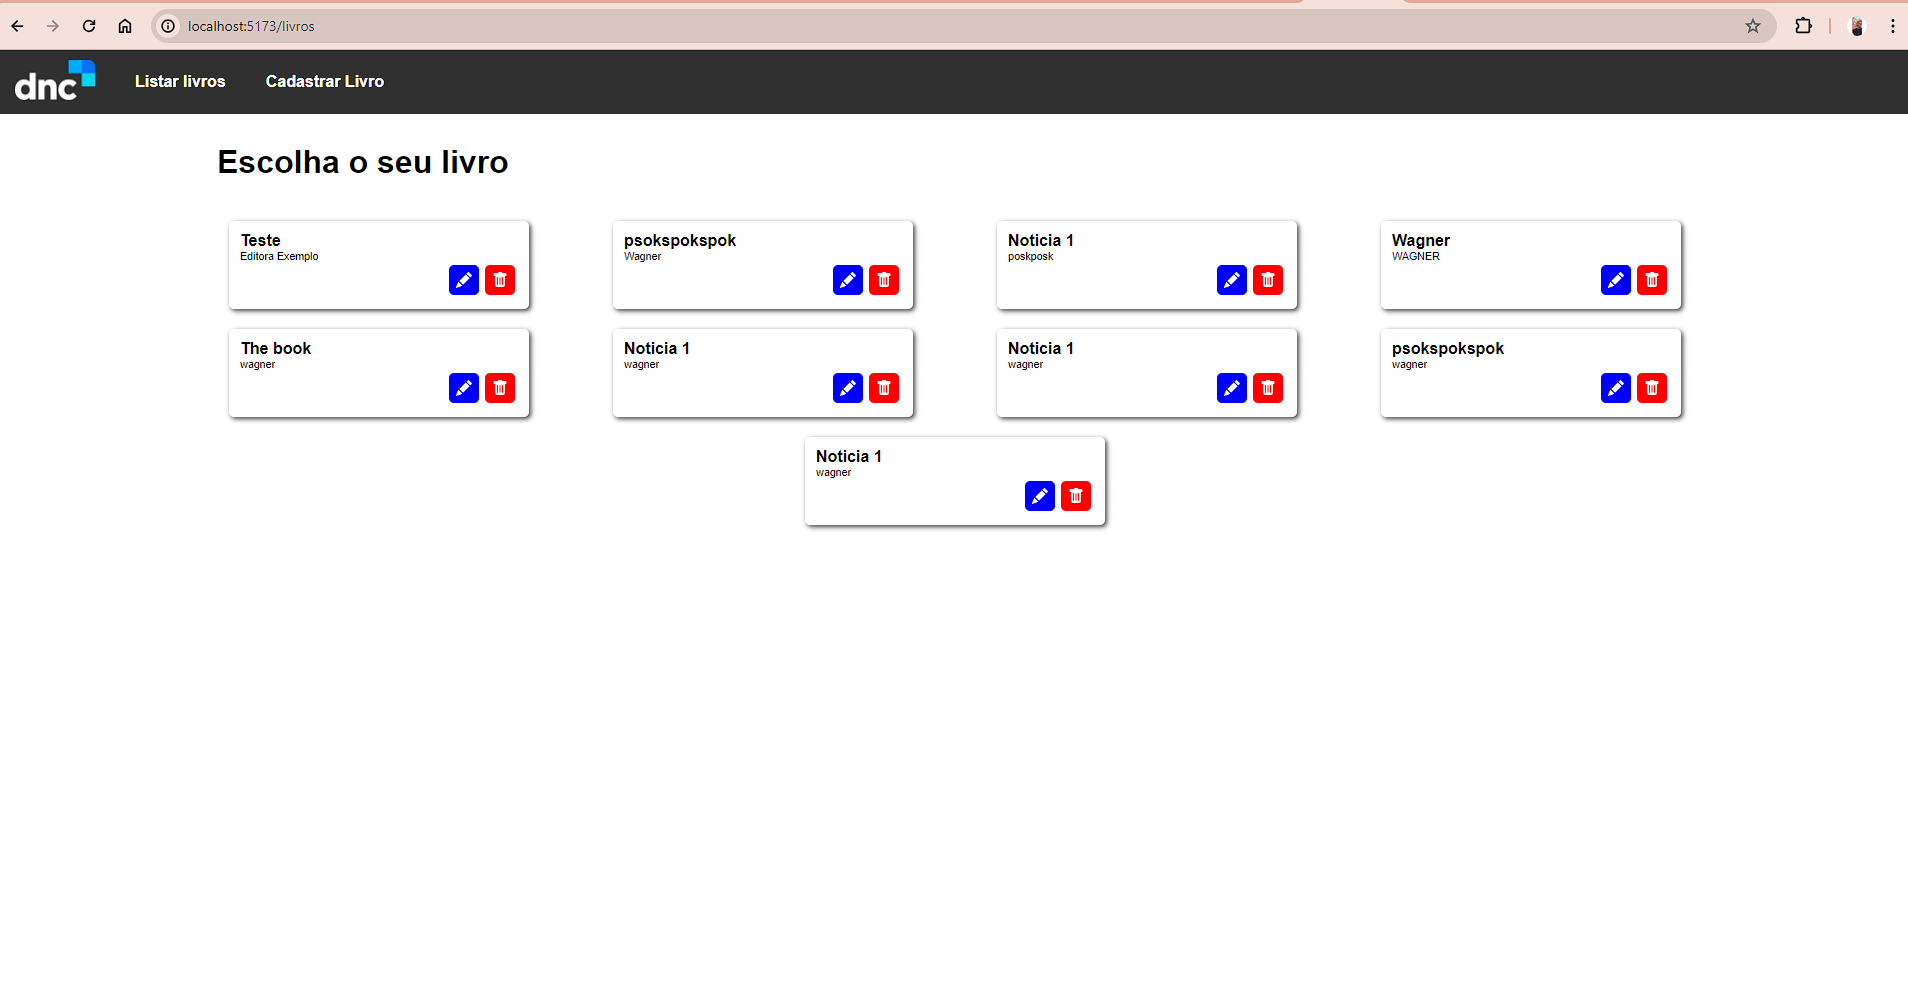 localhost:5173/livros
dnc
Listar livros
Cadastrar Livro
Escolha o seu livro
Teste
Editora Exemplo
psokspokspok
Wagner
Noticia 1
poskposk
Wagner
WAGNER
The book
wagner
Noticia 1
wagner
Noticia 1
wagner
psokspokspok
wagner
Noticia 1
wagner